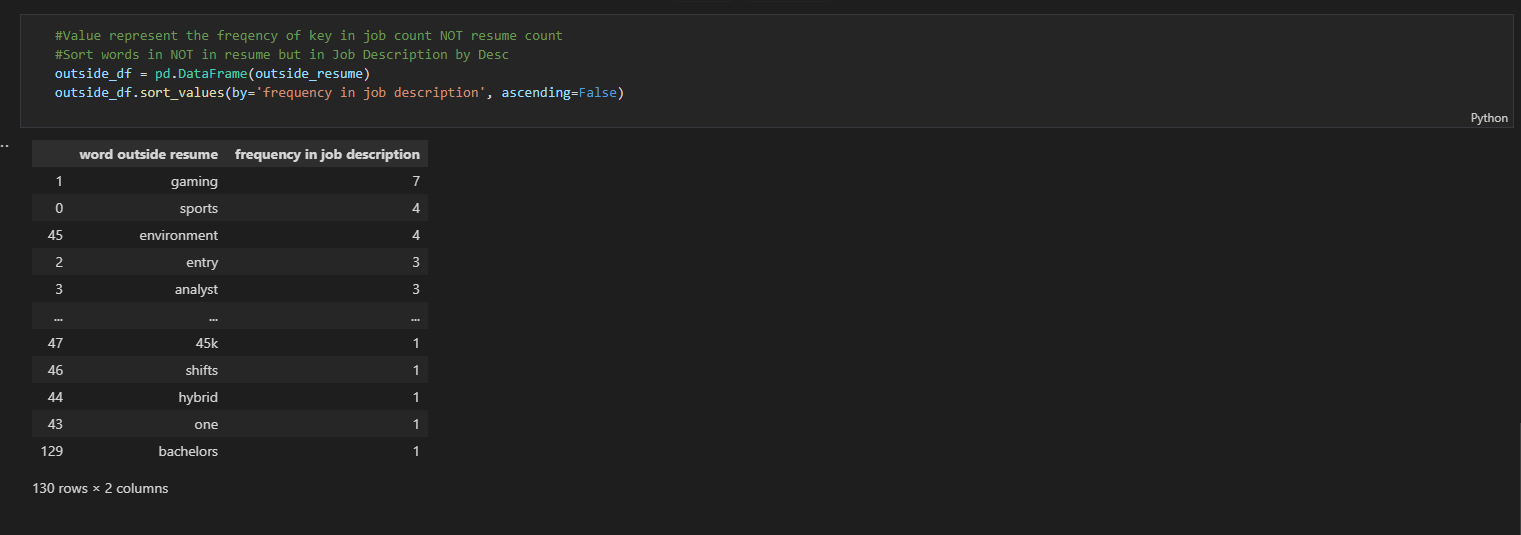 #Value represent the freqency of key in job count NOT resume count
#Sort words in NOT in resume but in Job Description by Desc
outside_df = pd.DataFrame(outside_resume)
outside_df.sort_values(by='frequency in job description', ascending=False)
Python
..
word outside resume frequency in job description
1 gaming 7
0 sports 4
45 environment 4
2 entry 3
3 analyst 3
... ... ...
47 45k 1
46 shifts 1
44 hybrid 1
43 one 1
129 bachelors 1
130 rows × 2 columns